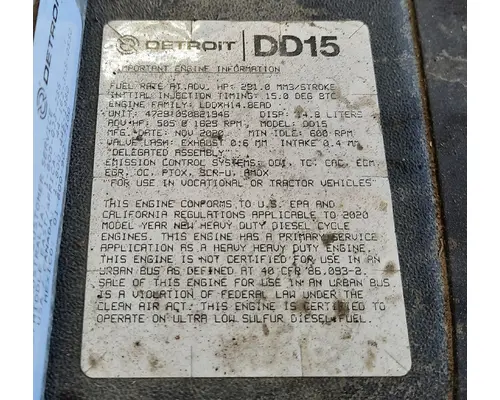 DETROIT DD15
IMPORTANT ENGINE INFORMATION
FUEL RATE AT ADV. HP: 291.0 MM3/STROKE
INITIAL INJECTION TIMING: 15.0 DEG BTC
ENGINE FAMILY: LDDXH14.8EAD
UNIT: DISP: 14.8 LITERS
ADV HP: 505 @ 1625 RPM, MODEL: DD15
MFG. DATE: NOV 2020 MIN IDLE: 600 RPM
VALVE LASH: EXHAUST 0.6 MM INTAKE 0.4 MM
"DELEGATED ASSEMBLY"
EMISSION CONTROL SYSTEMS: DDI, TC, CAC, ECM,
EGR, OC, PTOX, SCR-U, AMOX
"FOR USE IN VOCATIONAL OR TRACTOR VEHICLES"
THIS ENGINE CONFORMS TO U.S. EPA AND
CALIFORNIA REGULATIONS APPLICABLE TO 2020
MODEL YEAR NEW HEAVY DUTY DIESEL CYCLE
ENGINES. THIS ENGINE HAS A PRIMARY SERVICE
APPLICATION AS A HEAVY HEAVY DUTY ENGINE.
THIS ENGINE IS NOT CERTIFIED FOR USE IN AN
URBAN BUS AS DEFINED AT 40 CFR 86.093-2.
SALE OF THIS ENGINE FOR USE IN AN URBAN BUS
IS A VIOLATION OF FEDERAL LAW UNDER THE
CLEAN AIR ACT. THIS ENGINE IS CERTIFIED TO
OPERATE ON ULTRA LOW SULFUR DIESEL FUEL.
DETROIT